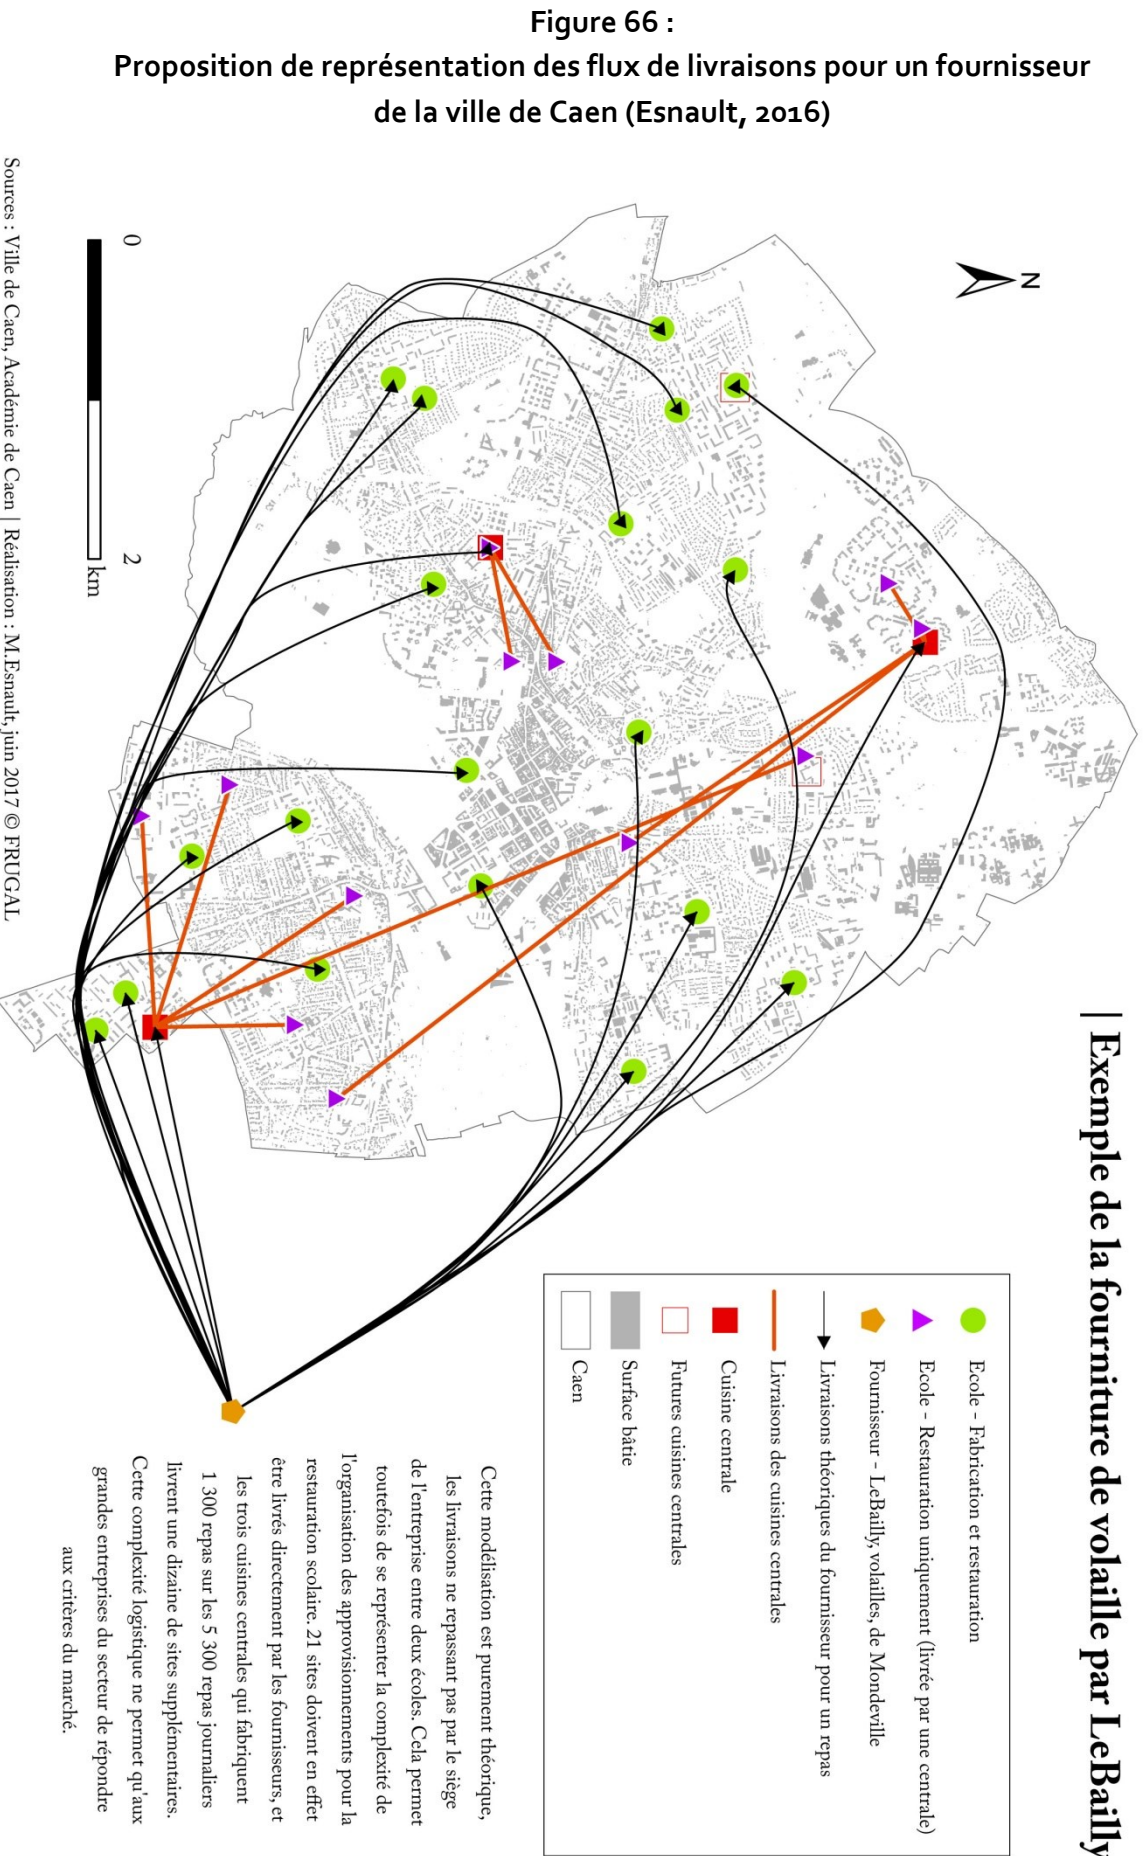 Figure 66 :
Proposition de représentation des flux de livraisons pour un fournisseur
de la ville de Caen (Esnault, 2016)
| Exemple de la fourniture de volaille par LeBailly
N
Ecole - Fabrication et restauration
Ecole - Restauration uniquement (livrée par une centrale)
Fournisseur - LeBailly, volailles, de Mondeville
Livraisons théoriques du fournisseur pour un repas
Livraisons des cuisines centrales
Cuisine centrale
Futures cuisines centrales
Surface bâtie
Caen
Cette modélisation est purement théorique,
les livraisons ne repassant pas par le siège
de l'entreprise entre deux écoles. Cela permet
toutefois de se représenter la complexité de
l'organisation des approvisionnements pour la
restauration scolaire. 21 sites doivent en effet
être livrés directement par les fournisseurs, et
les trois cuisines centrales qui fabriquent
1 300 repas sur les 5 300 repas journaliers
livrent une dizaine de sites supplémentaires.
Cette complexité logistique ne permet qu'aux
grandes entreprises du secteur de répondre
aux critères du marché.
0 2
km
Sources : Ville de Caen, Académie de Caen | Réalisation : M.Esnault, juin 2017 © FRUGAL